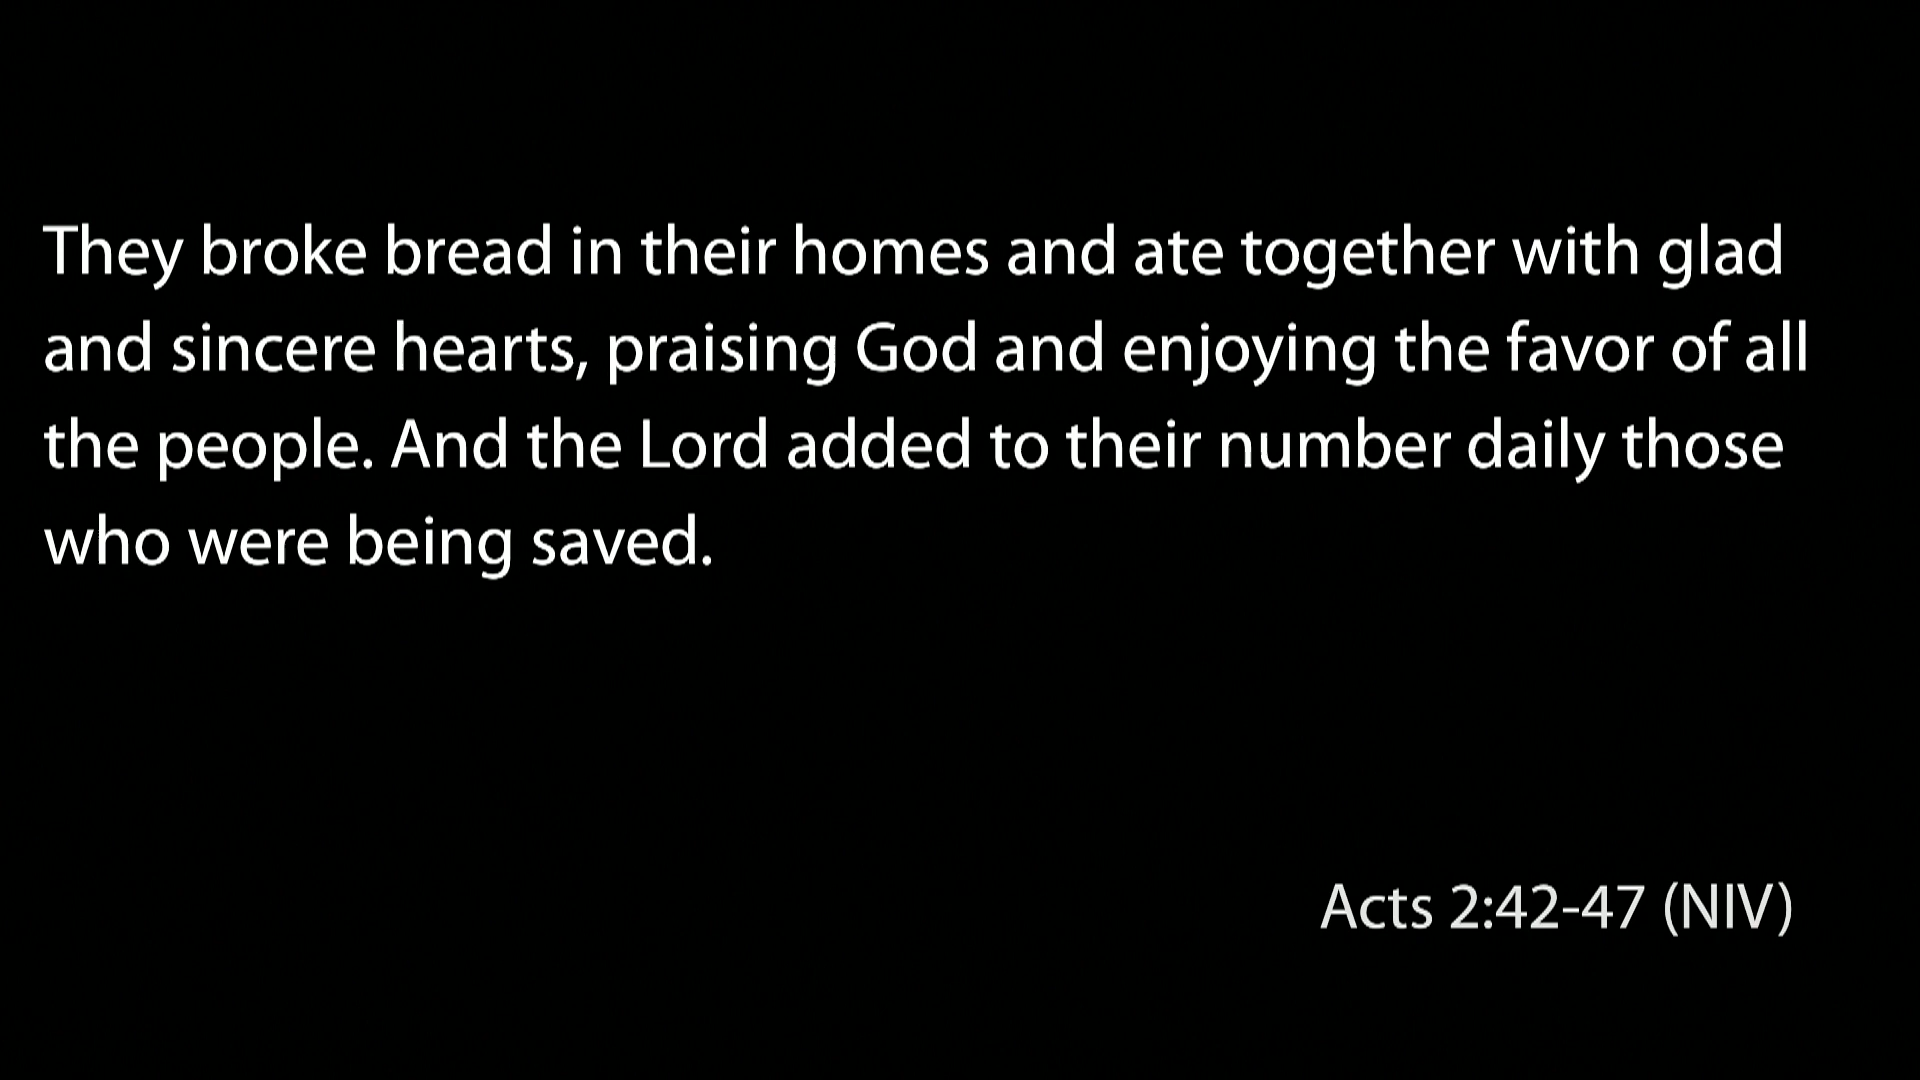 They broke bread in their homes and ate together with glad
and sincere hearts, praising God and enjoying the favor of all
the people. And the Lord added to their number daily those
who were being saved.
Acts 2:42-47 (NIV)